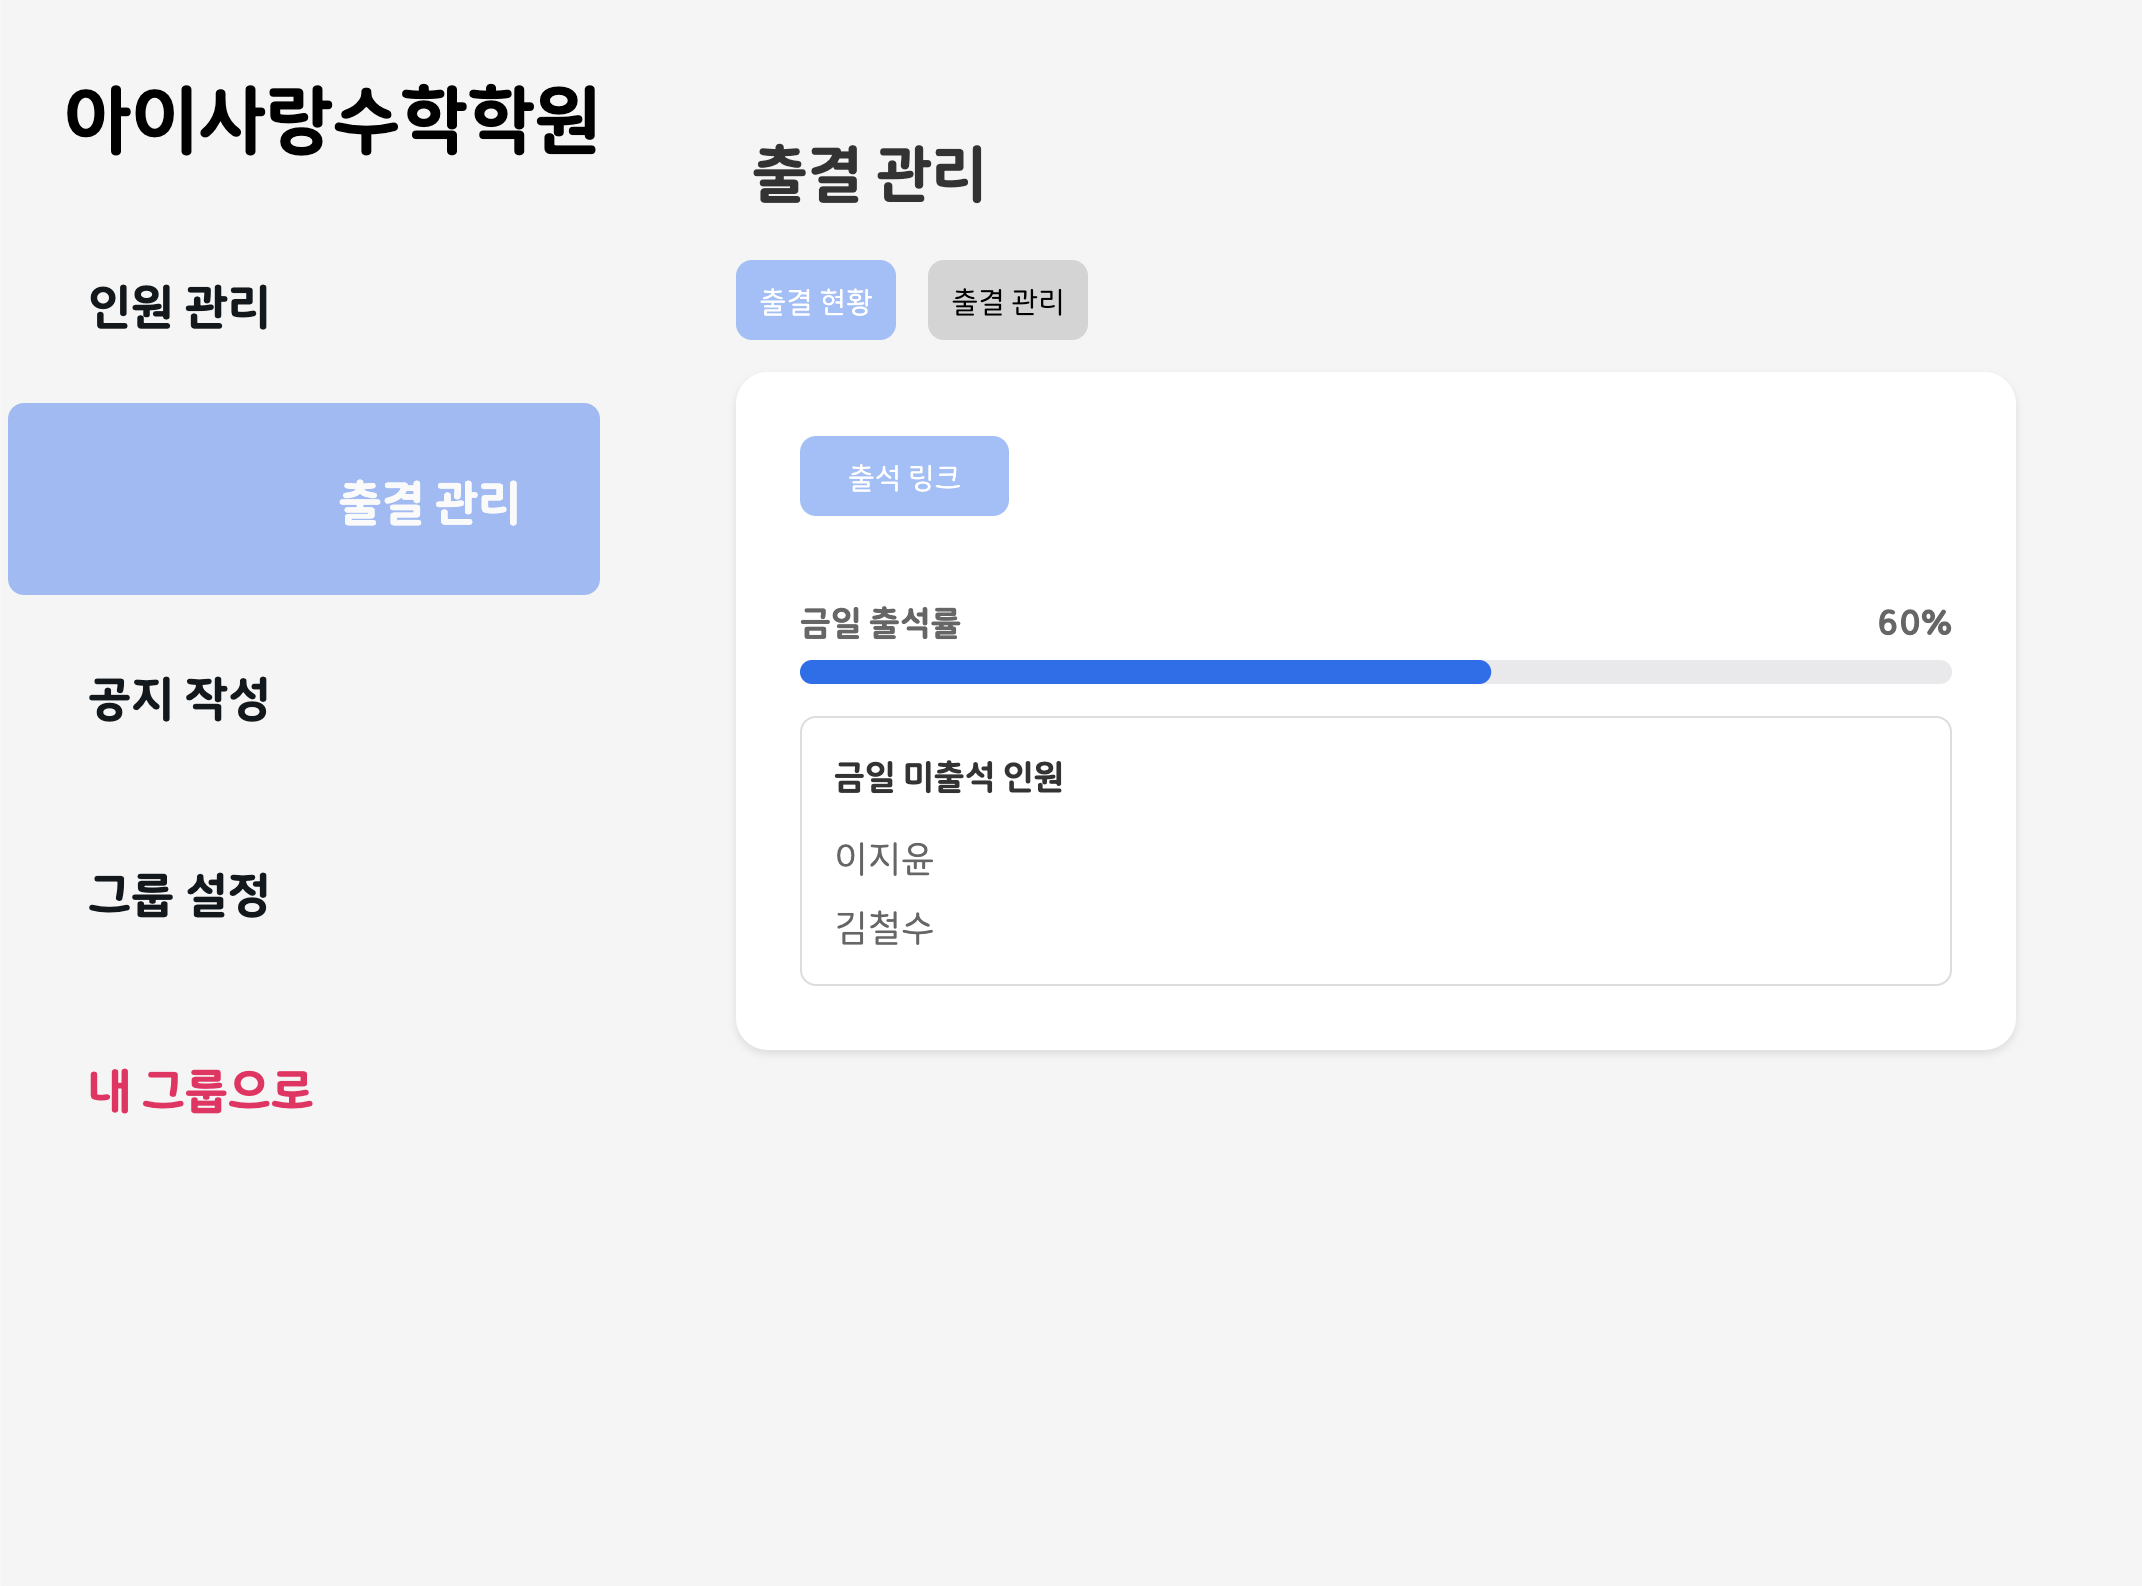 아이사랑수학학원
인원 관리
출결 관리
공지 작성
그룹 설정
내 그룹으로
출결 관리
출결 현황
출결 관리
출석 링크
금일 출석률
60%
금일 미출석 인원
이지윤
김철수